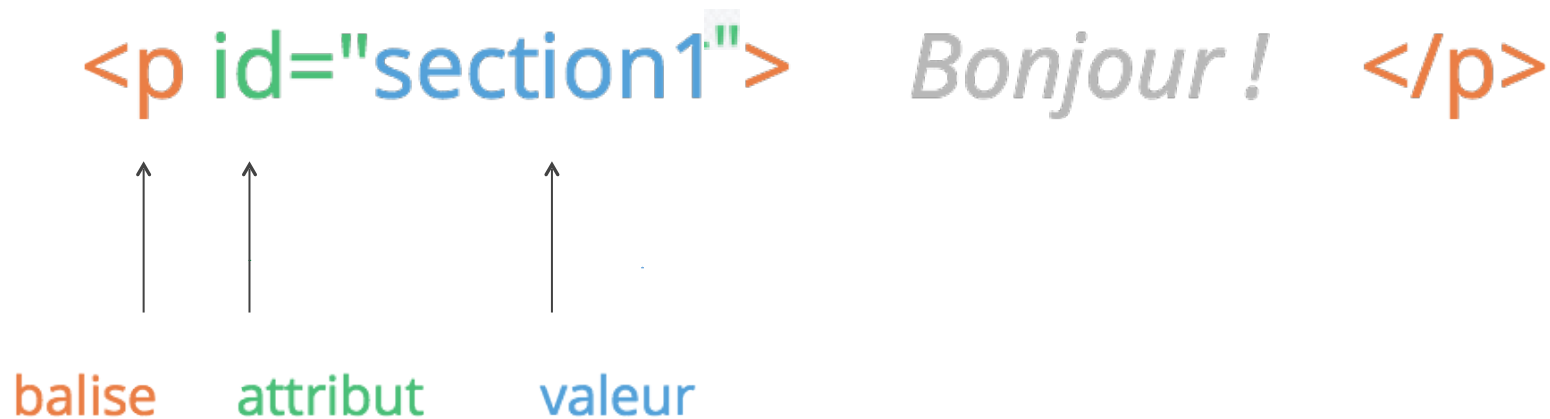 <p id="section1"> Bonjour ! </p>
balise attribut valeur